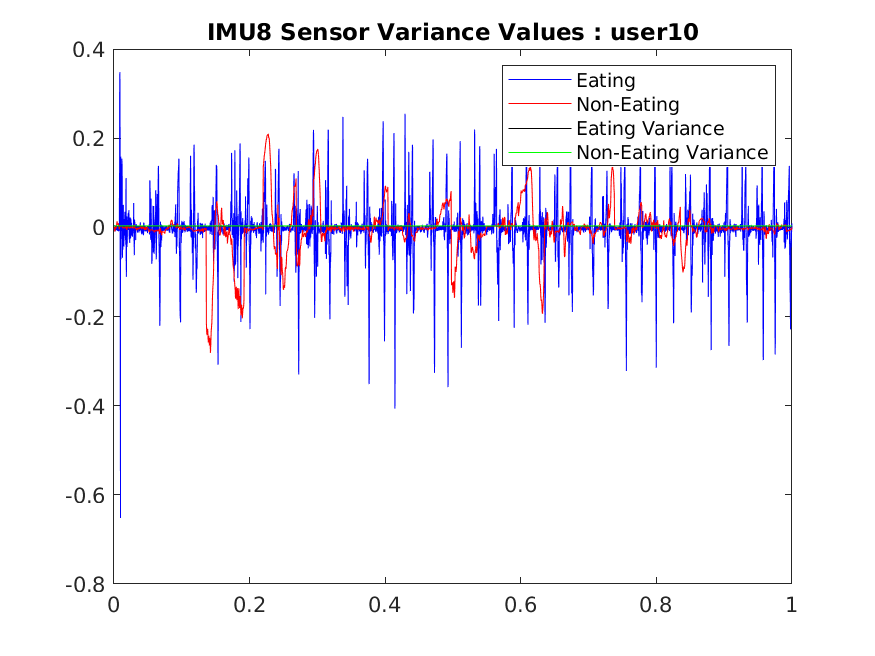 IMU8 Sensor Variance Values : user10
0.4
0.2
0
-0.2
-0.4
-0.6
-0.8
Eating
Non-Eating
Eating Variance
Non-Eating Variance
0 0.2 0.4 0.6 0.8 1